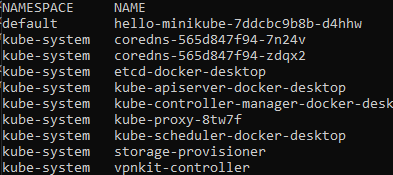 NAMESPACE NAME
default hello-minikube-7ddcbc9b8b-d4hhw
kube-system coredns-565d847f94-7n24v
kube-system coredns-565d847f94-zdqx2
kube-system etcd-docker-desktop
kube-system kube-apiserver-docker-desktop
kube-system kube-controller-manager-docker-desk
kube-system kube-proxy-8tw7f
kube-system kube-scheduler-docker-desktop
kube-system storage-provisioner
kube-system vpnkit-controller